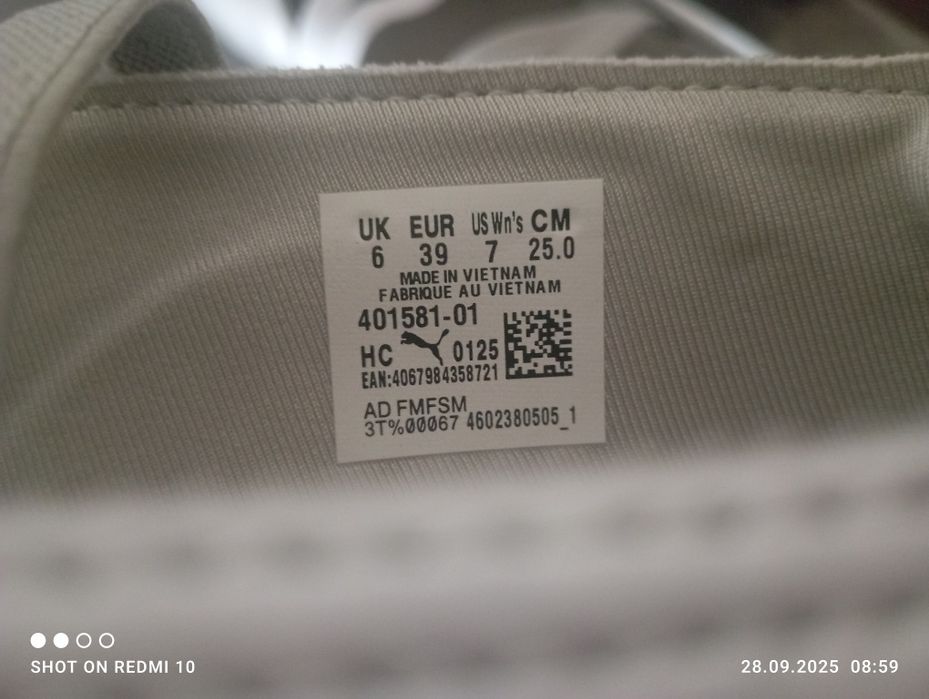 UK EUR US Wn's CM
6 39 7 25.0
MADE IN VIETNAM
FABRIQUE AU VIETNAM
401581-01
HC 0125
EAN:4067984358721
AD FMFSM
3T%00067 4602380505_1
SHOT ON REDMI 10
28.09.2025 08:59